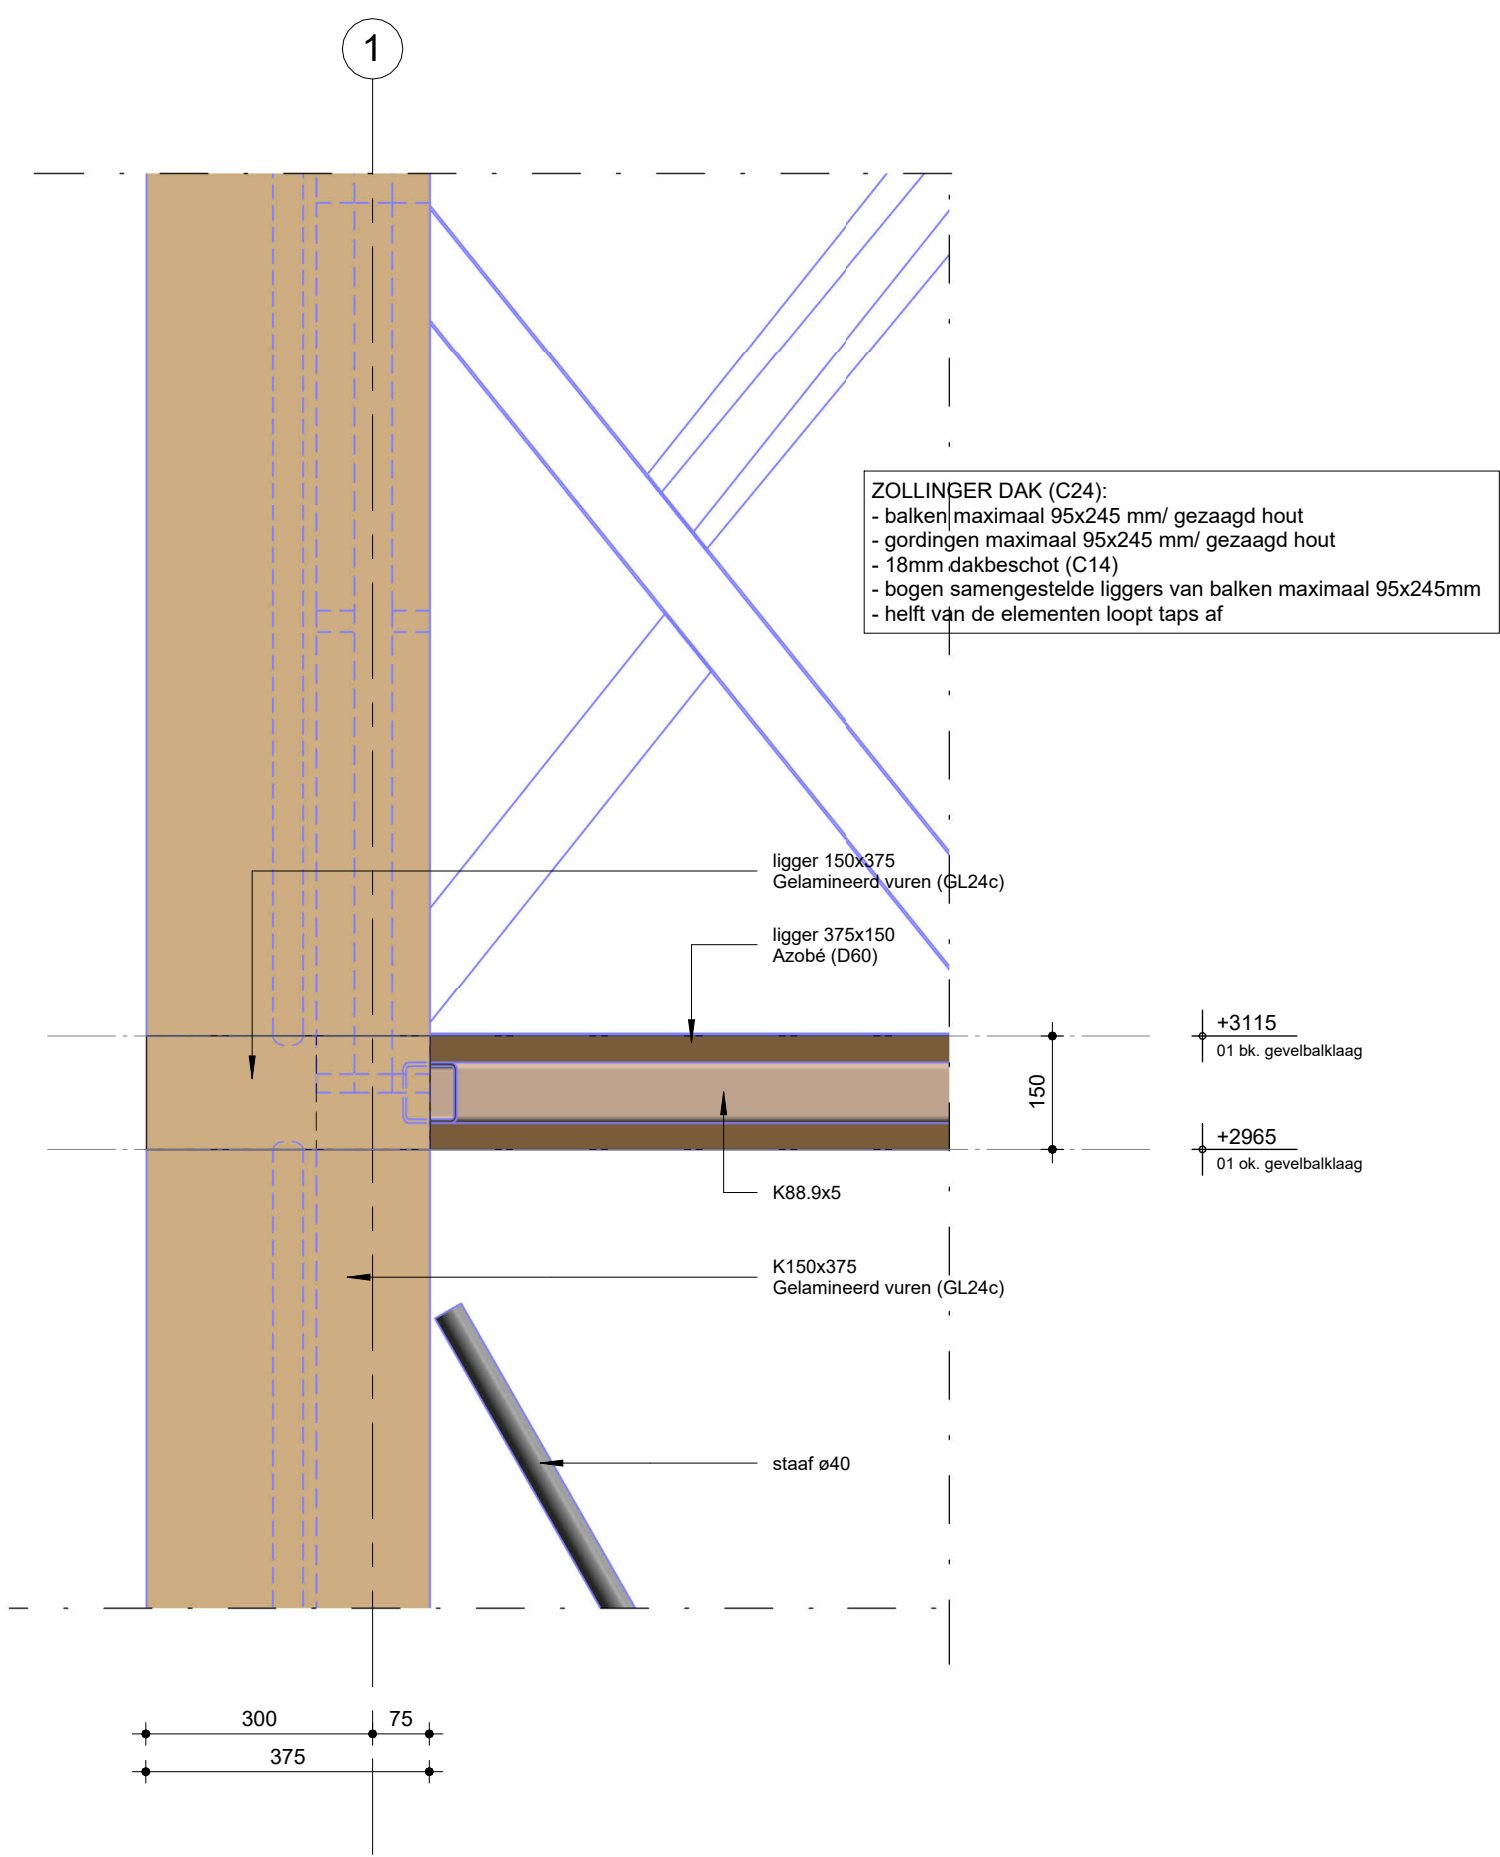 1
ZOLLINGER DAK (C24):
- balken maximaal 95x245 mm/ gezaagd hout
- gordingen maximaal 95x245 mm/ gezaagd hout
- 18mm dakbeschot (C14)
- bogen samengestelde liggers van balken maximaal 95x245mm
- helft van de elementen loopt taps af
ligger 150x375
Gelamineerd vuren (GL24c)
ligger 375x150
Azobé (D60)
+3115
01 bk. gevelbalklaag
150
+2965
01 ok. gevelbalklaag
K88.9x5
K150x375
Gelamineerd vuren (GL24c)
staaf ø40
300
75
375